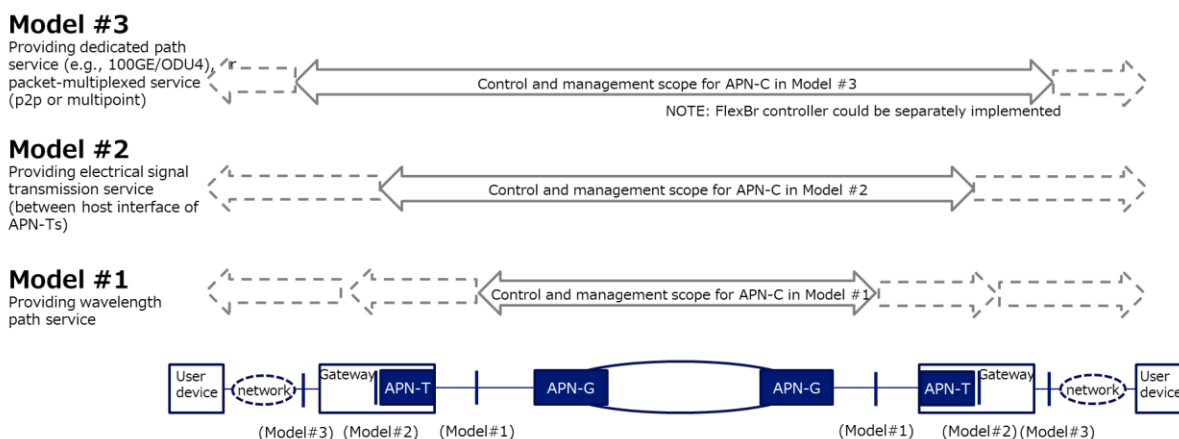 Model #3
Providing dedicated path
service (e.g., 100GE/ODU4), r
packet-multiplexed service
(p2p or multipoint)
Control and management scope for APN-C in Model #3
NOTE: FlexBr controller could be separately implemented
Model #2
Providing electrical signal
transmission service
(between host interface of
APN-Ts)
Control and management scope for APN-C in Model #2
Model #1
Providing wavelength
path service
Control and management scope for APN-C in Model #1
User
device
network
Gateway
APN-T
APN-G
APN-G
APN-T
Gateway
network
User
device
(Model#3)
(Model#2)
(Model#1)
(Model#1)
(Model#2)
(Model#3)